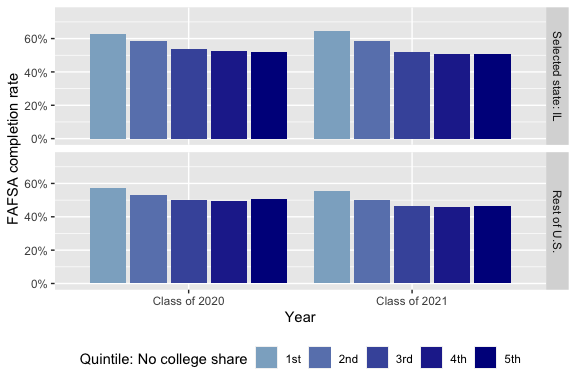 FAFSA completion rate
60%
40%
20%
0%
Selected state: IL
60%
40%
20%
0%
Rest of U.S.
Class of 2020
Class of 2021
Year
Quintile: No college share 1st 2nd 3rd 4th 5th